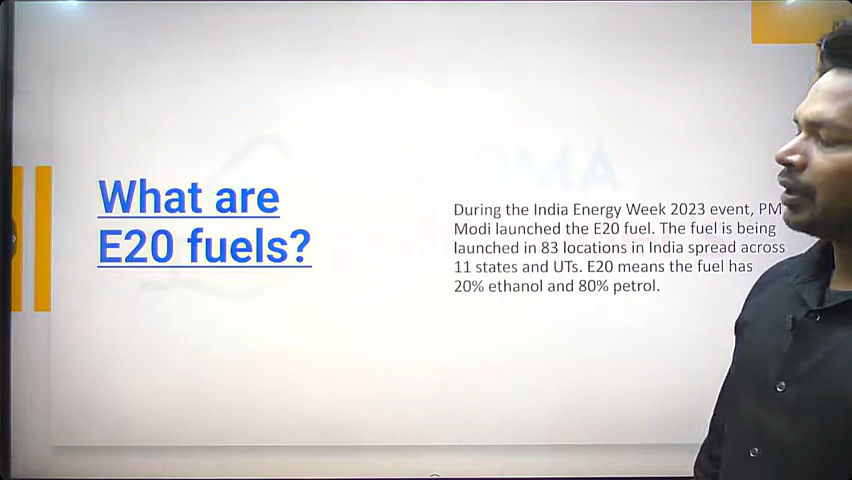 What are
E20 fuels?
During the India Energy Week 2023 event, PM
Modi launched the E20 fuel. The fuel is being
launched in 83 locations in India spread across
11 states and UTs. E20 means the fuel has
20% ethanol and 80% petrol.